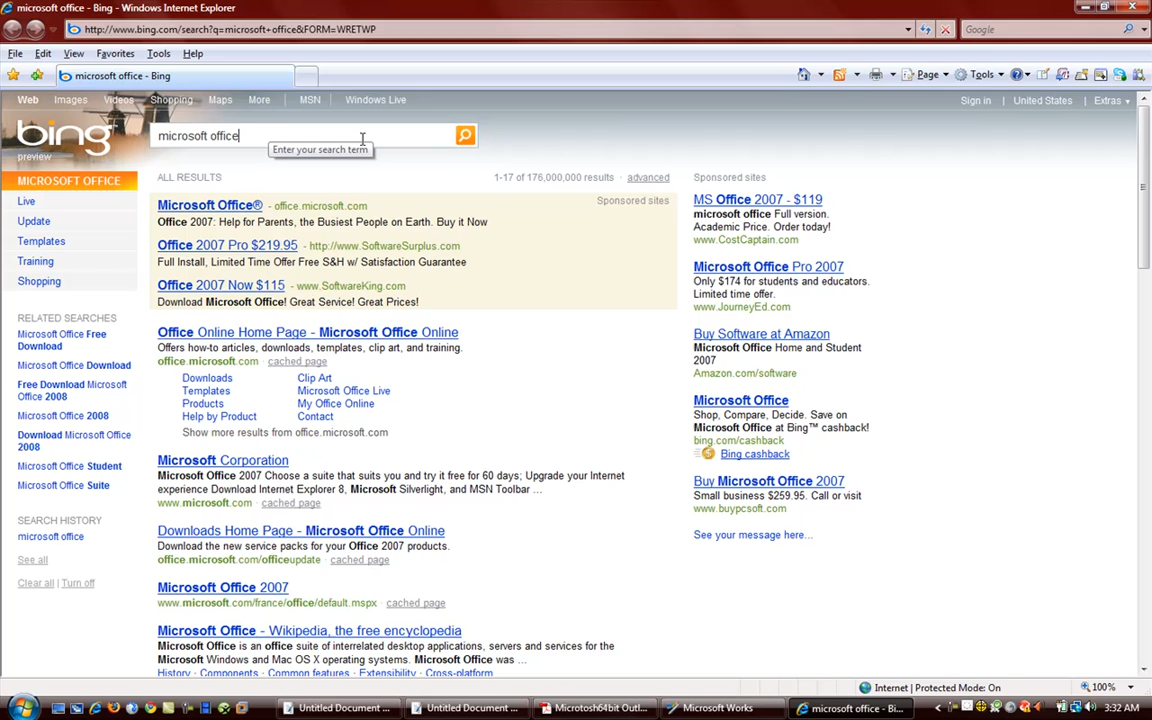 microsoft office - Bing - Windows Internet Explorer
http://www.bing.com/search?q=microsoft+office&FORM=WRETWP
Google
File Edit View Favorites Tools Help
microsoft office - Bing
Page Tools
Web Images Videos Shopping Maps More MSN Windows Live
Sign in United States Extras
bing
preview
microsoft office
Enter your search term
MICROSOFT OFFICE
Live
Update
Templates
Training
Shopping
RELATED SEARCHES
Microsoft Office Free
Download
Microsoft Office Download
Free Download Microsoft
Office 2008
Microsoft Office 2008
Download Microsoft Office
2008
Microsoft Office Student
Microsoft Office Suite
SEARCH HISTORY
microsoft office
See all
Clear all | Turn off
ALL RESULTS 1-17 of 176,000,000 results · advanced
Sponsored sites
Microsoft Office® - office.microsoft.com
Office 2007: Help for Parents, the Busiest People on Earth. Buy it Now
Office 2007 Pro $219.95 - http://www.SoftwareSurplus.com
Full Install, Limited Time Offer Free S&H w/ Satisfaction Guarantee
Office 2007 Now $115 - www.SoftwareKing.com
Download Microsoft Office! Great Service! Great Prices!
Office Online Home Page - Microsoft Office Online
Offers how-to articles, downloads, templates, clip art, and training.
office.microsoft.com · cached page
Downloads Clip Art
Templates Microsoft Office Live
Products My Office Online
Help by Product Contact
Show more results from office.microsoft.com
Microsoft Corporation
Microsoft Office 2007 Choose a suite that suits you and try it free for 60 days; Upgrade your Internet
experience Download Internet Explorer 8, Microsoft Silverlight, and MSN Toolbar ...
www.microsoft.com · cached page
Downloads Home Page - Microsoft Office Online
Download the new service packs for your Office 2007 products.
office.microsoft.com/officeupdate · cached page
Microsoft Office 2007
www.microsoft.com/france/office/default.mspx · cached page
Microsoft Office - Wikipedia, the free encyclopedia
Microsoft Office is an office suite of interrelated desktop applications, servers and services for the
Microsoft Windows and Mac OS X operating systems. Microsoft Office was ...
History · Components · Common features · Extensibility · Cross-platform
Sponsored sites
MS Office 2007 - $119
microsoft office Full version.
Academic Price. Order today!
www.CostCaptain.com
Microsoft Office Pro 2007
Only $174 for students and educators.
Limited time offer.
www.JourneyEd.com
Buy Software at Amazon
Microsoft Office Home and Student
2007
Amazon.com/software
Microsoft Office
Shop, Compare, Decide. Save on
Microsoft Office at Bing™ cashback!
bing.com/cashback
Bing cashback
Buy Microsoft Office 2007
Small business $259.95. Call or visit
www.buypcsoft.com
See your message here...
Internet | Protected Mode: On 100%
Untitled Document ... Untitled Document ... Microtosh64bit Outl... Microsoft Works microsoft office - Bi... 3:32 AM